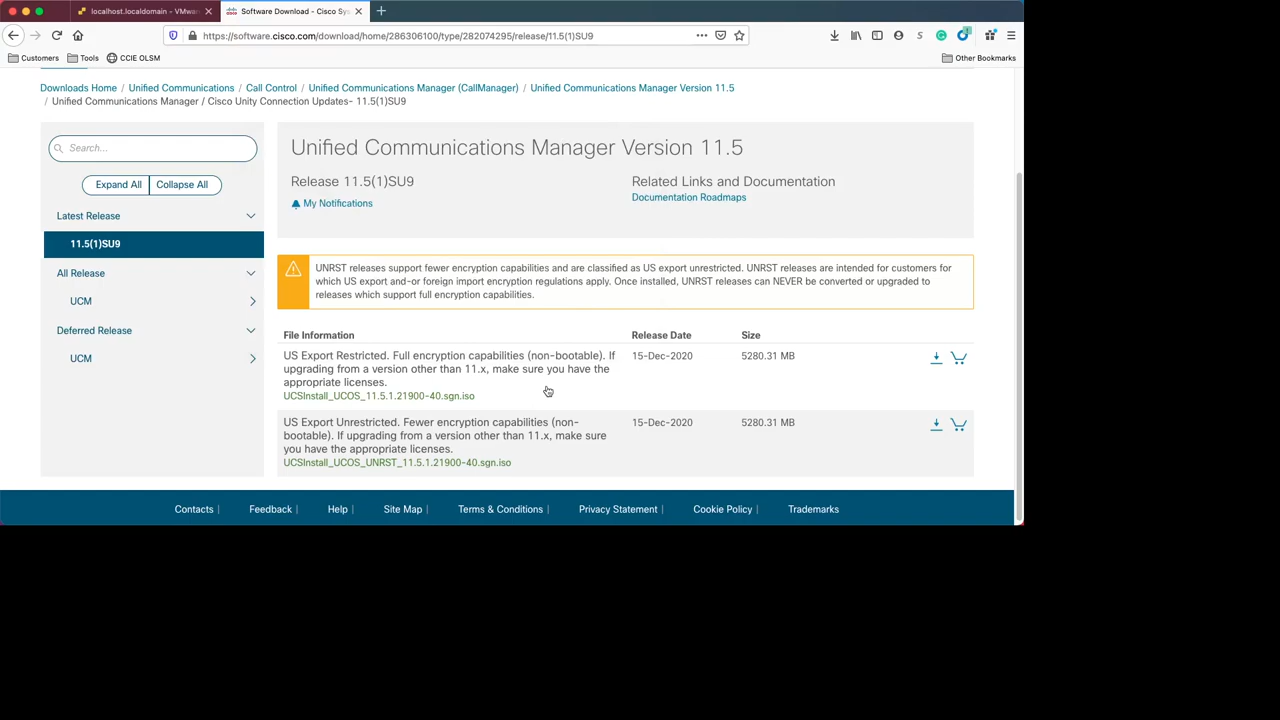 localhost.localdomain - VMwar
Software Download - Cisco Sys
https://software.cisco.com/download/home/286306100/type/282074295/release/11.5(1)SU9
Customers
Tools
CCIE OLSM
Other Bookmarks
Downloads Home / Unified Communications / Call Control / Unified Communications Manager (CallManager) / Unified Communications Manager Version 11.5
/ Unified Communications Manager / Cisco Unity Connection Updates- 11.5(1)SU9
Search...
Expand All
Collapse All
Latest Release
11.5(1)SU9
All Release
UCM
Deferred Release
UCM
Unified Communications Manager Version 11.5
Release 11.5(1)SU9
My Notifications
Related Links and Documentation
Documentation Roadmaps
UNRST releases support fewer encryption capabilities and are classified as US export unrestricted. UNRST releases are intended for customers for
which US export and-or foreign import encryption regulations apply. Once installed, UNRST releases can NEVER be converted or upgraded to
releases which support full encryption capabilities.
File Information
Release Date
Size
US Export Restricted. Full encryption capabilities (non-bootable). If
upgrading from a version other than 11.x, make sure you have the
appropriate licenses.
UCSInstall_UCOS_11.5.1.21900-40.sgn.iso
15-Dec-2020
5280.31 MB
US Export Unrestricted. Fewer encryption capabilities (non-
bootable). If upgrading from a version other than 11.x, make sure
you have the appropriate licenses.
UCSInstall_UCOS_UNRST_11.5.1.21900-40.sgn.iso
15-Dec-2020
5280.31 MB
Contacts | Feedback | Help | Site Map | Terms & Conditions | Privacy Statement | Cookie Policy | Trademarks